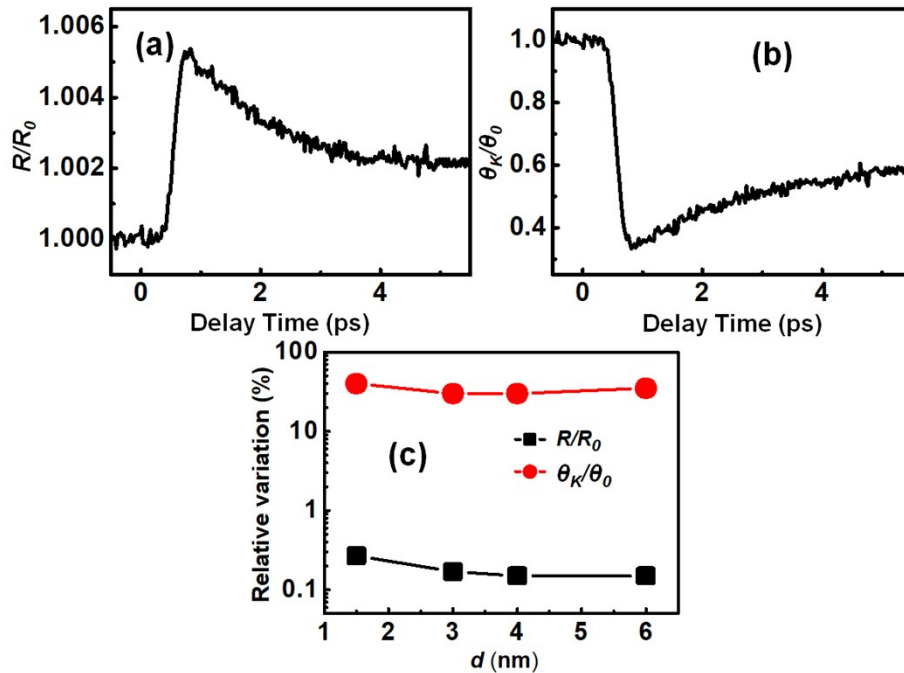 1.006
1.004
1.002
1.000
R/R0
(a)
0
2
4
Delay Time (ps)
1.0
0.8
0.6
0.4
θK/θ0
(b)
0
2
4
Delay Time (ps)
100
10
1
0.1
Relative variation (%)
(c)
R/R0
θK/θ0
1
2
3
4
5
6
d (nm)